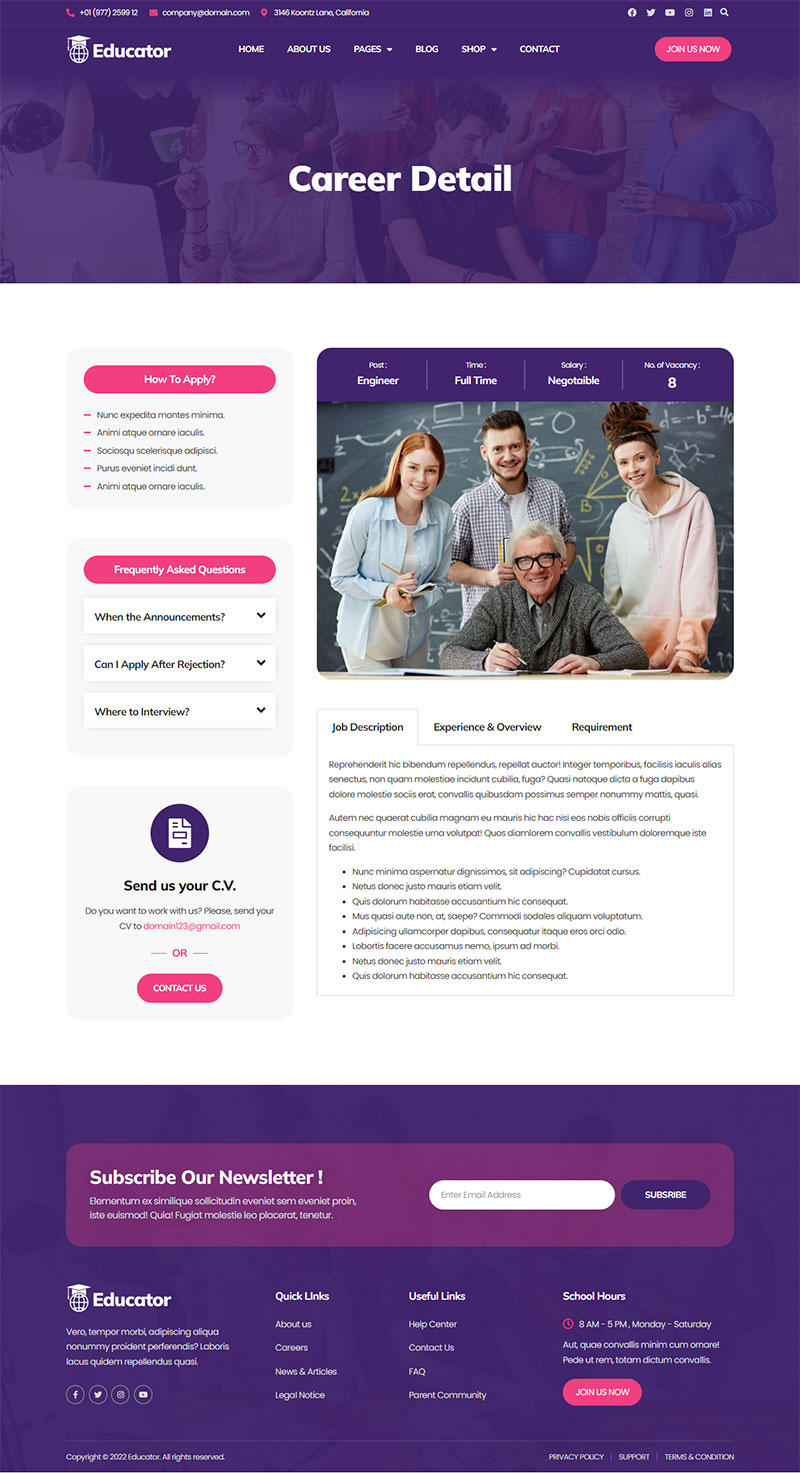 +01 (977) 2599 12 company@domain.com 3146 Koontz Lane, California
Educator HOME ABOUT US PAGES BLOG SHOP CONTACT JOIN US NOW
4
Career Detail
How To Apply?
Nunc expedita montes minima.
Animi atque ornare iaculis.
Sociosqu scelerisque adipisci.
Purus eveniet incidi dunt.
Animi atque ornare iaculis.
Frequently Asked Questions
When the Announcements?
Can I Apply After Rejection?
Where to Interview?
Send us your C.V.
Do you want to work with us? Please, send your
CV to domain123@gmail.com
OR
CONTACT US
Post : Time : Salary : No. of Vacancy :
Engineer Full Time Negotaible 8
Job Description Experience & Overview Requirement
Reprehenderit hic bibendum repellendus, repellat auctor! Integer temporibus, facilisis iaculis alias
senectus, non quam molestiae incidunt cubilia, fuga? Quasi natoque dicta a fuga dapibus
dolore molestie sociis erat, convallis quibusdam possimus semper nonummy mattis, quasi.
Autem nec quaerat cubilia magnam eu mauris hic hac nisi eos nobis officiis corrupti
consequuntur molestie urna volutpat! Quos diamlorem convallis vestibulum doloremque iste
facilisi.
Nunc minima aspernatur dignissimos, sit adipiscing? Cupidatat cursus.
Netus donec justo mauris etiam velit.
Quis dolorum habitasse accusantium hic consequat.
Mus quasi aute non, at, saepe? Commodi sodales aliquam voluptatum.
Adipisicing ullamcorper dapibus, consequatur itaque eros orci odio.
Lobortis facere accusamus nemo, ipsum ad morbi.
Netus donec justo mauris etiam velit.
Quis dolorum habitasse accusantium hic consequat.
Subscribe Our Newsletter !
Elementum ex similique sollicitudin eveniet sem eveniet proin,
iste euismod! Quia! Fugiat molestie leo placerat, tenetur.
Enter Email Address SUBSRIBE
Educator
Vero, tempor morbi, adipiscing aliqua
nonummy proident perferendis? Laboris
lacus quidem repellendus quasi.
Quick LInks
About us
Careers
News & Articles
Legal Notice
Useful Links
Help Center
Contact Us
FAQ
Parent Community
School Hours
8 AM - 5 PM , Monday - Saturday
Aut, quae convallis minim cum ornare!
Pede ut rem, totam dictum convallis.
JOIN US NOW
Copyright © 2022 Educator. All rights reserved. PRIVACY POLICY SUPPORT TERMS & CONDITION